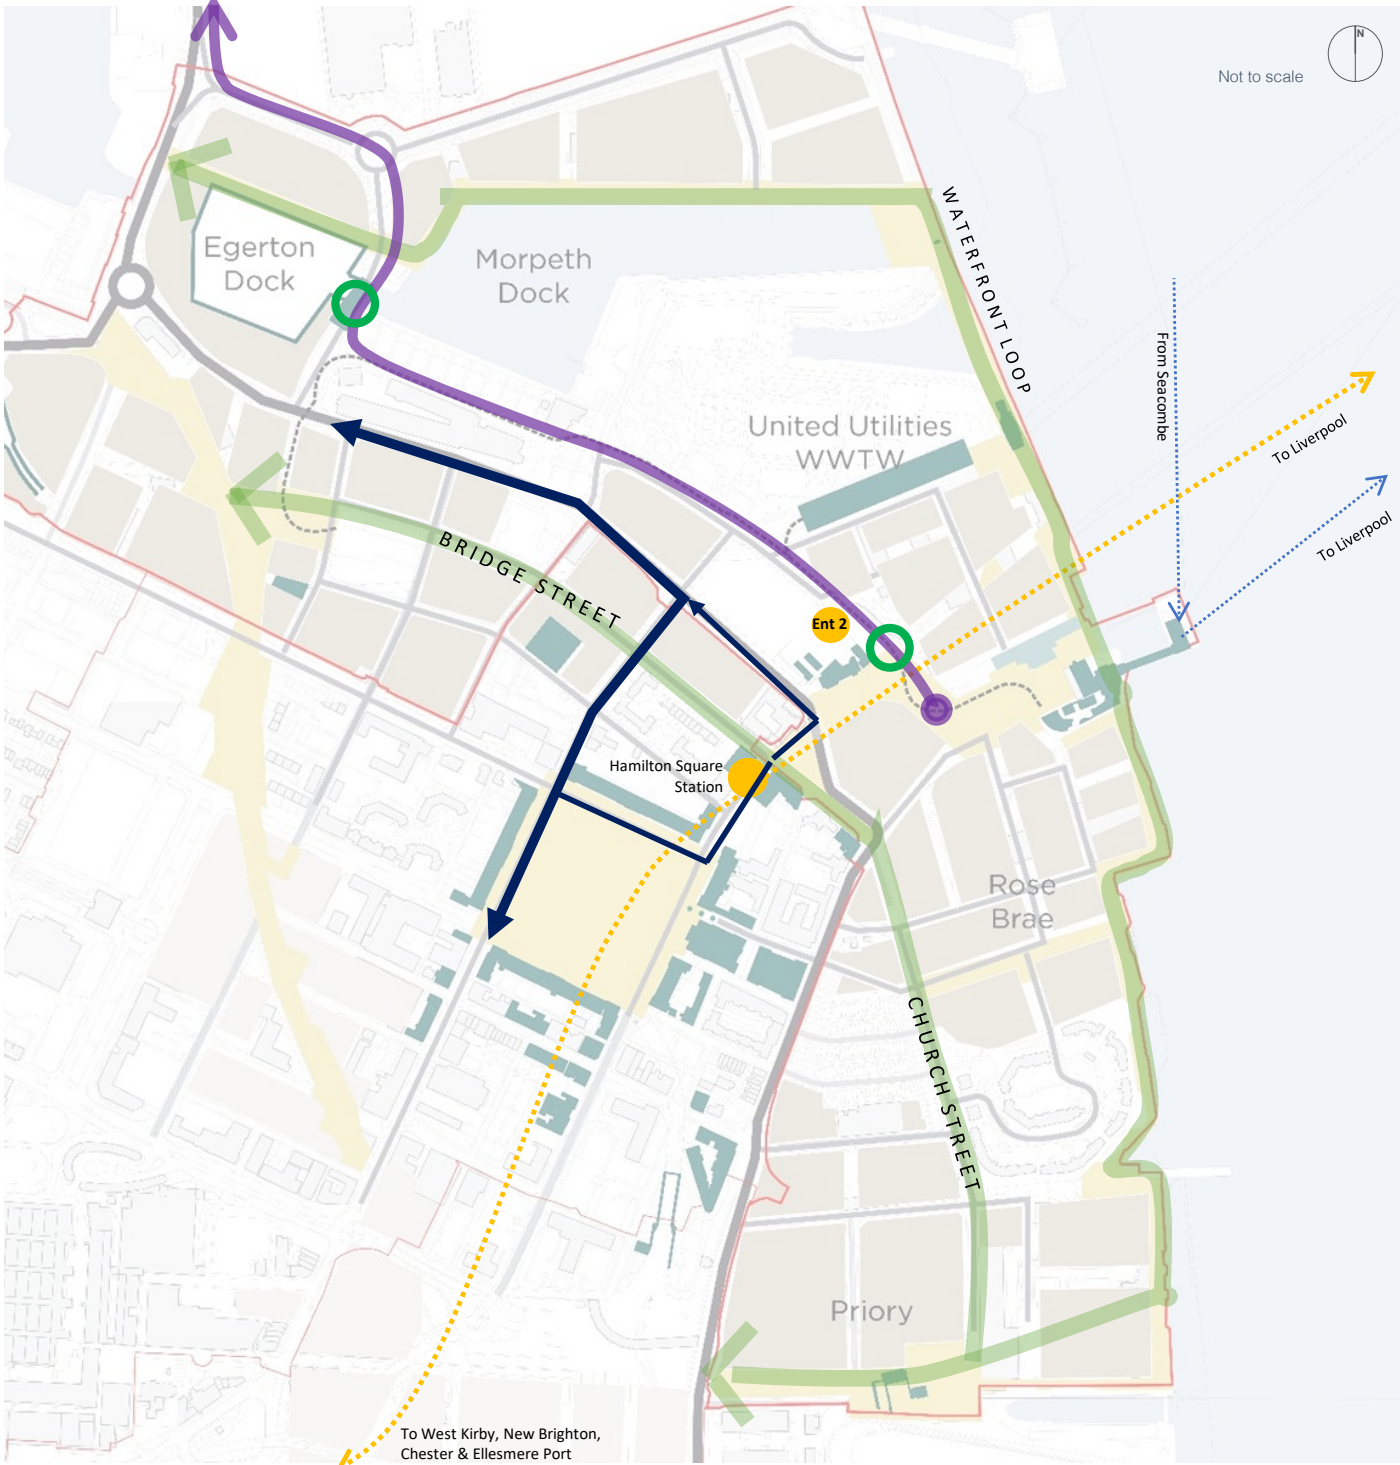 N
Not to scale
WATERFRONT LOOP
Egerton
Dock
Morpeth
Dock
From Seacombe
To Liverpool
United Utilities
WWTW
To Liverpool
BRIDGE STREET
Ent 2
Hamilton Square
Station
Rose
Brae
CHURCH STREET
Priory
To West Kirby, New Brighton,
Chester & Ellesmere Port